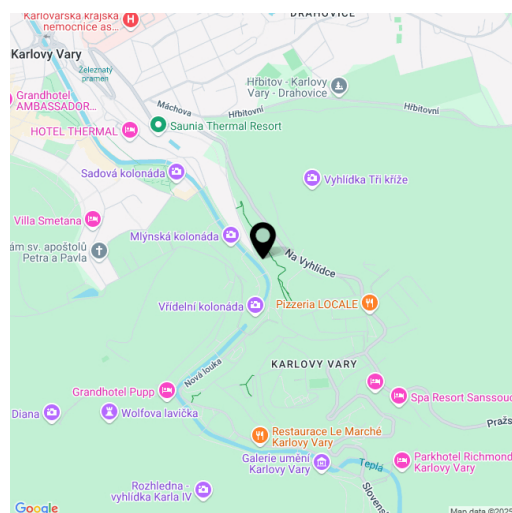 DRAHOVICE
Karlovarská krajská
nemocnice as...
Karlovy Vary
Železnatý
pramen
Hřbitov - Karlovy
Vary - Drahovice
Grandhotel
AMBASSADOR...
Máchova
Hřbitovní
Hřbitovní
HOTEL THERMAL
Saunia Thermal Resort
Sadová kolonáda
Vyhlídka Tři kříže
Villa Smetana
Mlýnská kolonáda
ám sv. apoštolů
Petra a Pavla
Na Vyhlídce
Vřídelní kolonáda
Pizzeria LOCALE
KARLOVY VARY
Nová louka
Grandhotel Pupp
Spa Resort Sanssouc
Diana
Wolfova lavička
Pražs
Restaurace Le Marché
Karlovy Vary
Galerie umění
Karlovy Vary
Teplá
Parkhotel Richmond
Karlovy Vary
Rozhledna -
vyhlídka Karla IV
Slovens
Google
Map data ©2025